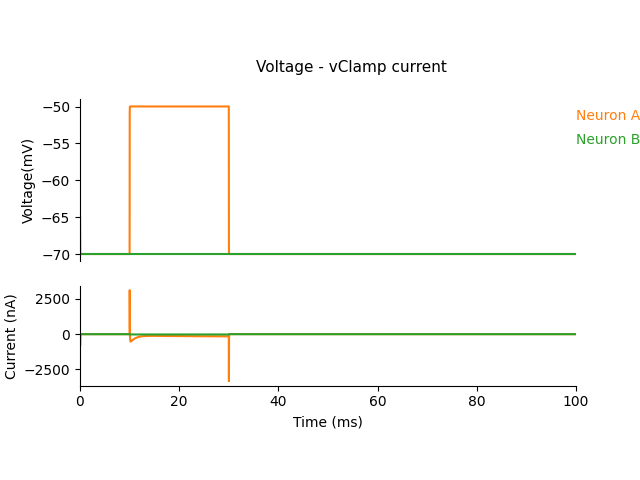 Voltage - vClamp current
−50
−55
−60
−65
−70
Voltage(mV)
Neuron A
Neuron B
2500
0
−2500
Current (nA)
0 20 40 60 80 100
Time (ms)